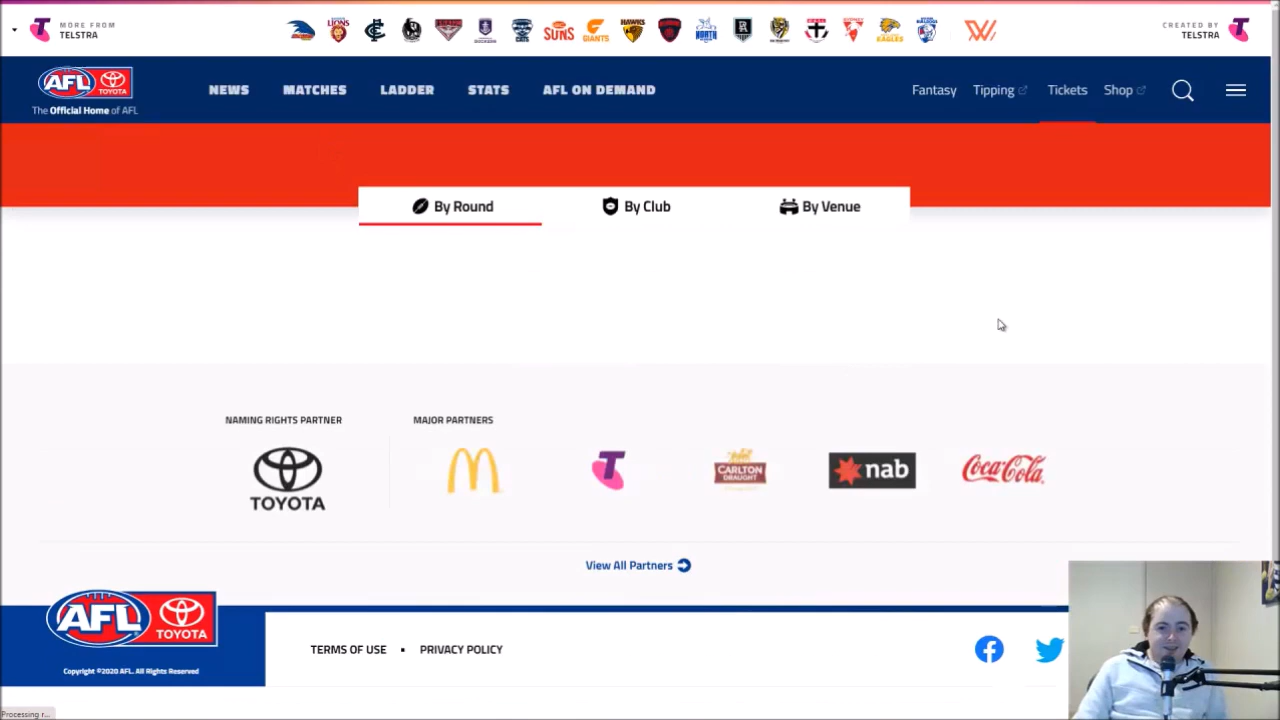 MORE FROM
TELSTRA
LIONS
CATS
SUNS
GIANTS
HAWKS
NORTH
EAGLES
CREATED BY
TELSTRA
AFL TOYOTA
The Official Home of AFL
NEWS MATCHES LADDER STATS AFL ON DEMAND
Fantasy Tipping Tickets Shop
By Round By Club By Venue
NAMING RIGHTS PARTNER
MAJOR PARTNERS
TOYOTA
CARLTON
DRAUGHT
nab
Coca-Cola
View All Partners
AFL TOYOTA
Copyright ©2020 AFL. All Rights Reserved
TERMS OF USE • PRIVACY POLICY
Processing r...